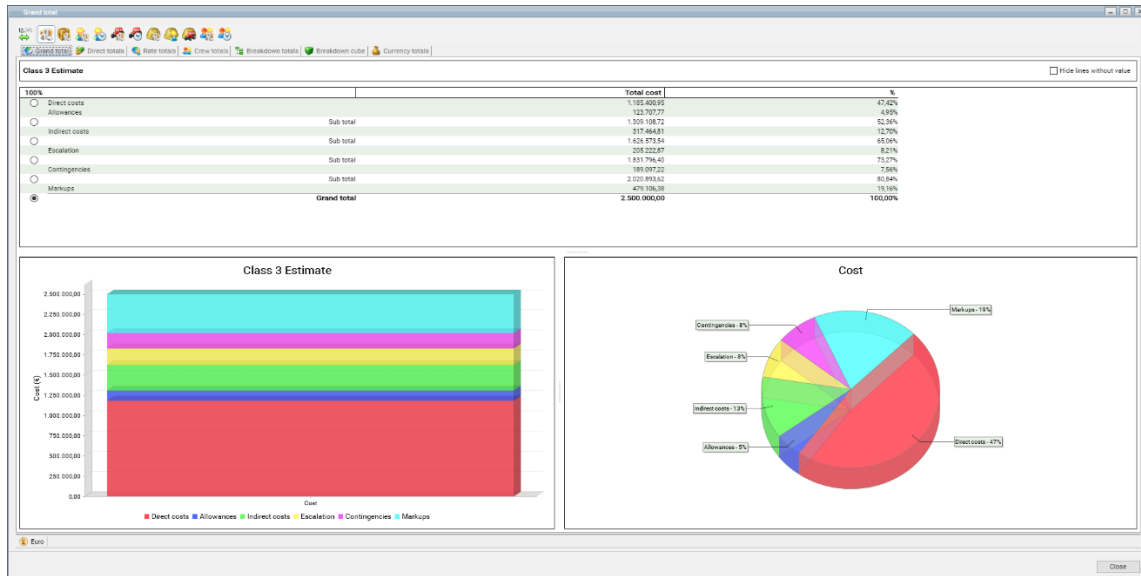 Grand total
Grand total Direct totals Rate totals Crew totals Breakdown totals Breakdown cube Currency totals
Class 3 Estimate Hide lines without value
100% Total cost %
Direct costs 1.185.400,95 47,42%
Allowances 123.707,77 4,95%
Sub total 1.309.108,72 52,36%
Indirect costs 317.464,81 12,70%
Sub total 1.626.573,54 65,06%
Escalation 205.222,87 8,21%
Sub total 1.831.796,40 73,27%
Contingencies 189.097,22 7,56%
Sub total 2.020.893,62 80,84%
Markups 479.106,38 19,16%
Grand total 2.500.000,00 100,00%
Class 3 Estimate
Cost (€)
2.500.000,00
2.250.000,00
2.000.000,00
1.750.000,00
1.500.000,00
1.250.000,00
1.000.000,00
750.000,00
500.000,00
250.000,00
0,00
Cost
Direct costs Allowances Indirect costs Escalation Contingencies Markups
Cost
Markups - 19%
Contingencies - 8%
Escalation - 8%
Indirect costs - 13%
Allowances - 5%
Direct costs - 47%
Euro
Close